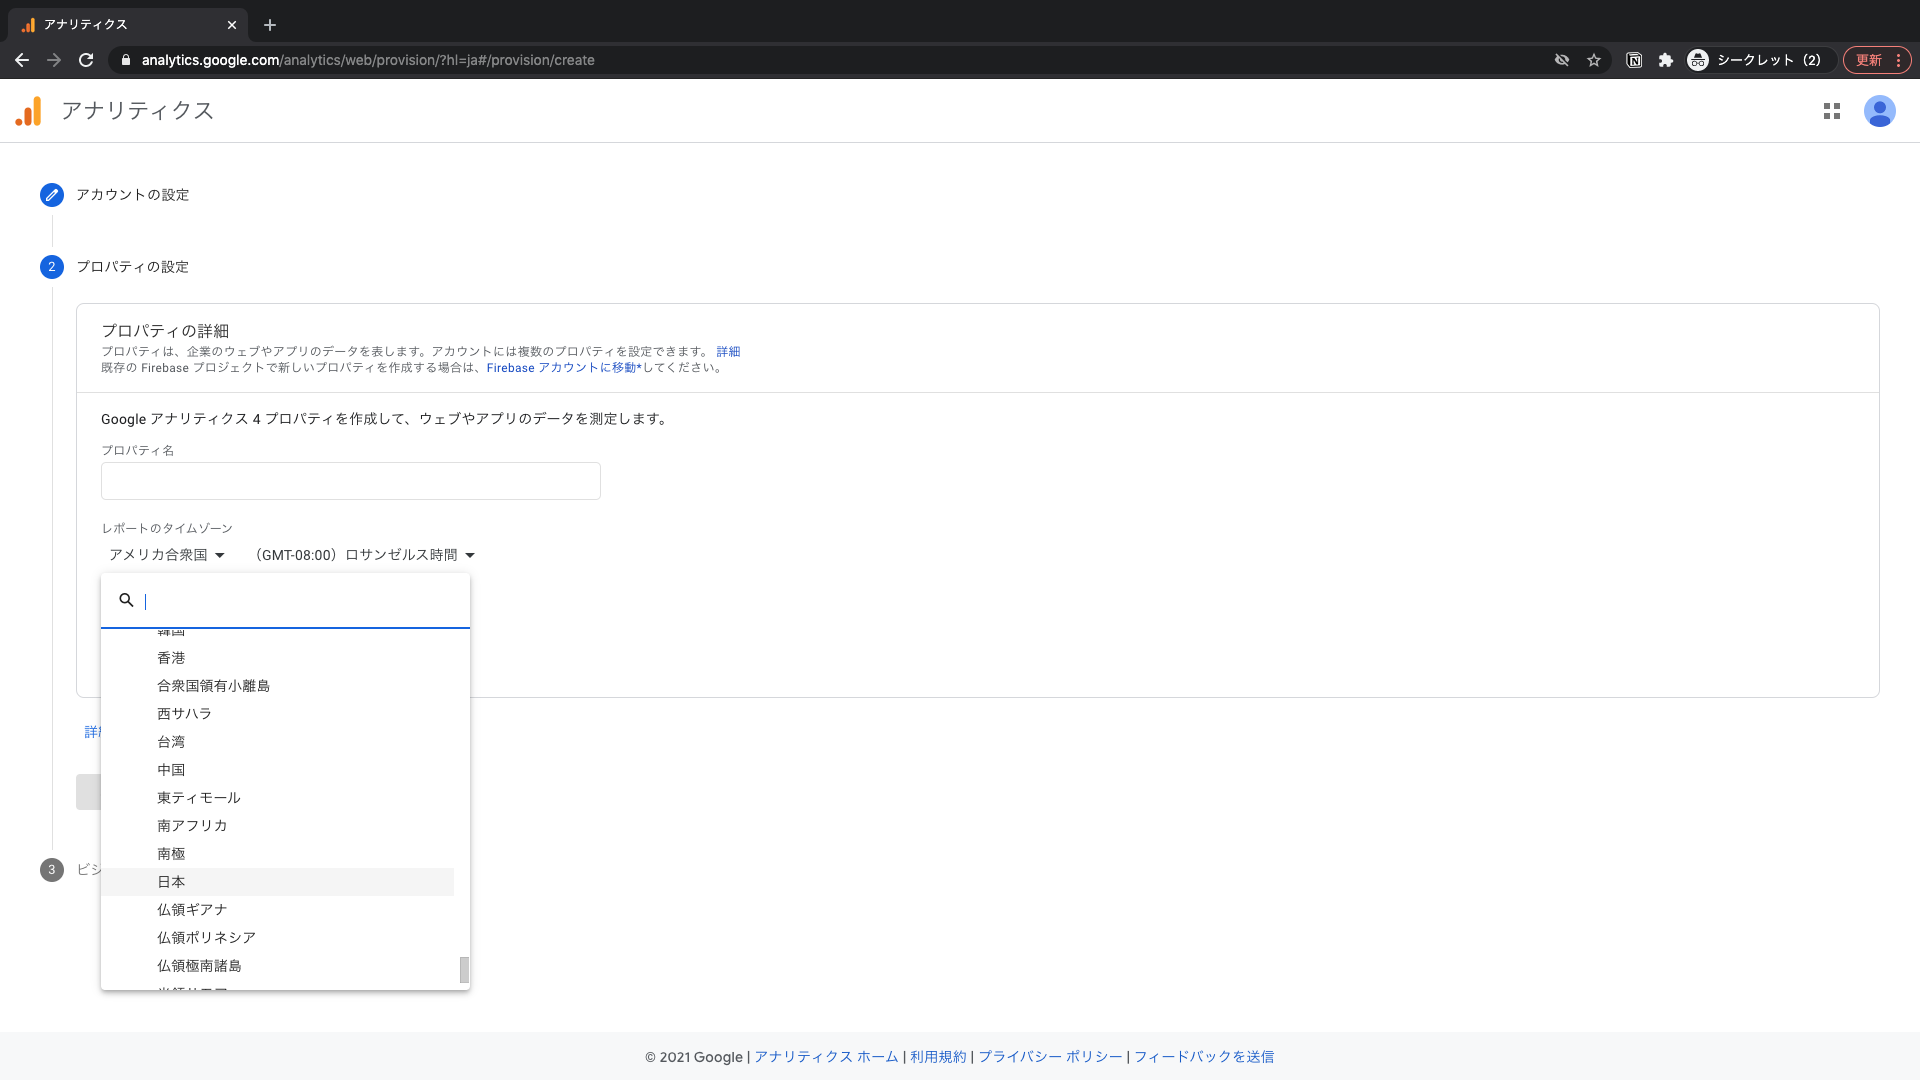 アナリティクス
analytics.google.com/analytics/web/provision/?hl=ja#/provision/create
シークレット (2)
更新
アナリティクス
アカウントの設定
2 プロパティの設定
プロパティの詳細
プロパティは、企業のウェブやアプリのデータを表します。アカウントには複数のプロパティを設定できます。 詳細
既存の Firebase プロジェクトで新しいプロパティを作成する場合は、Firebase アカウントに移動*してください。
Google アナリティクス 4 プロパティを作成して、ウェブやアプリのデータを測定します。
プロパティ名
レポートのタイムゾーン
アメリカ合衆国 (GMT-08:00) ロサンゼルス時間
韓国
香港
合衆国領有小離島
西サハラ
詳
台湾
中国
東ティモール
南アフリカ
南極
3 ビジ
日本
仏領ギアナ
仏領ポリネシア
仏領極南諸島
© 2021 Google | アナリティクス ホーム | 利用規約 | プライバシー ポリシー | フィードバックを送信